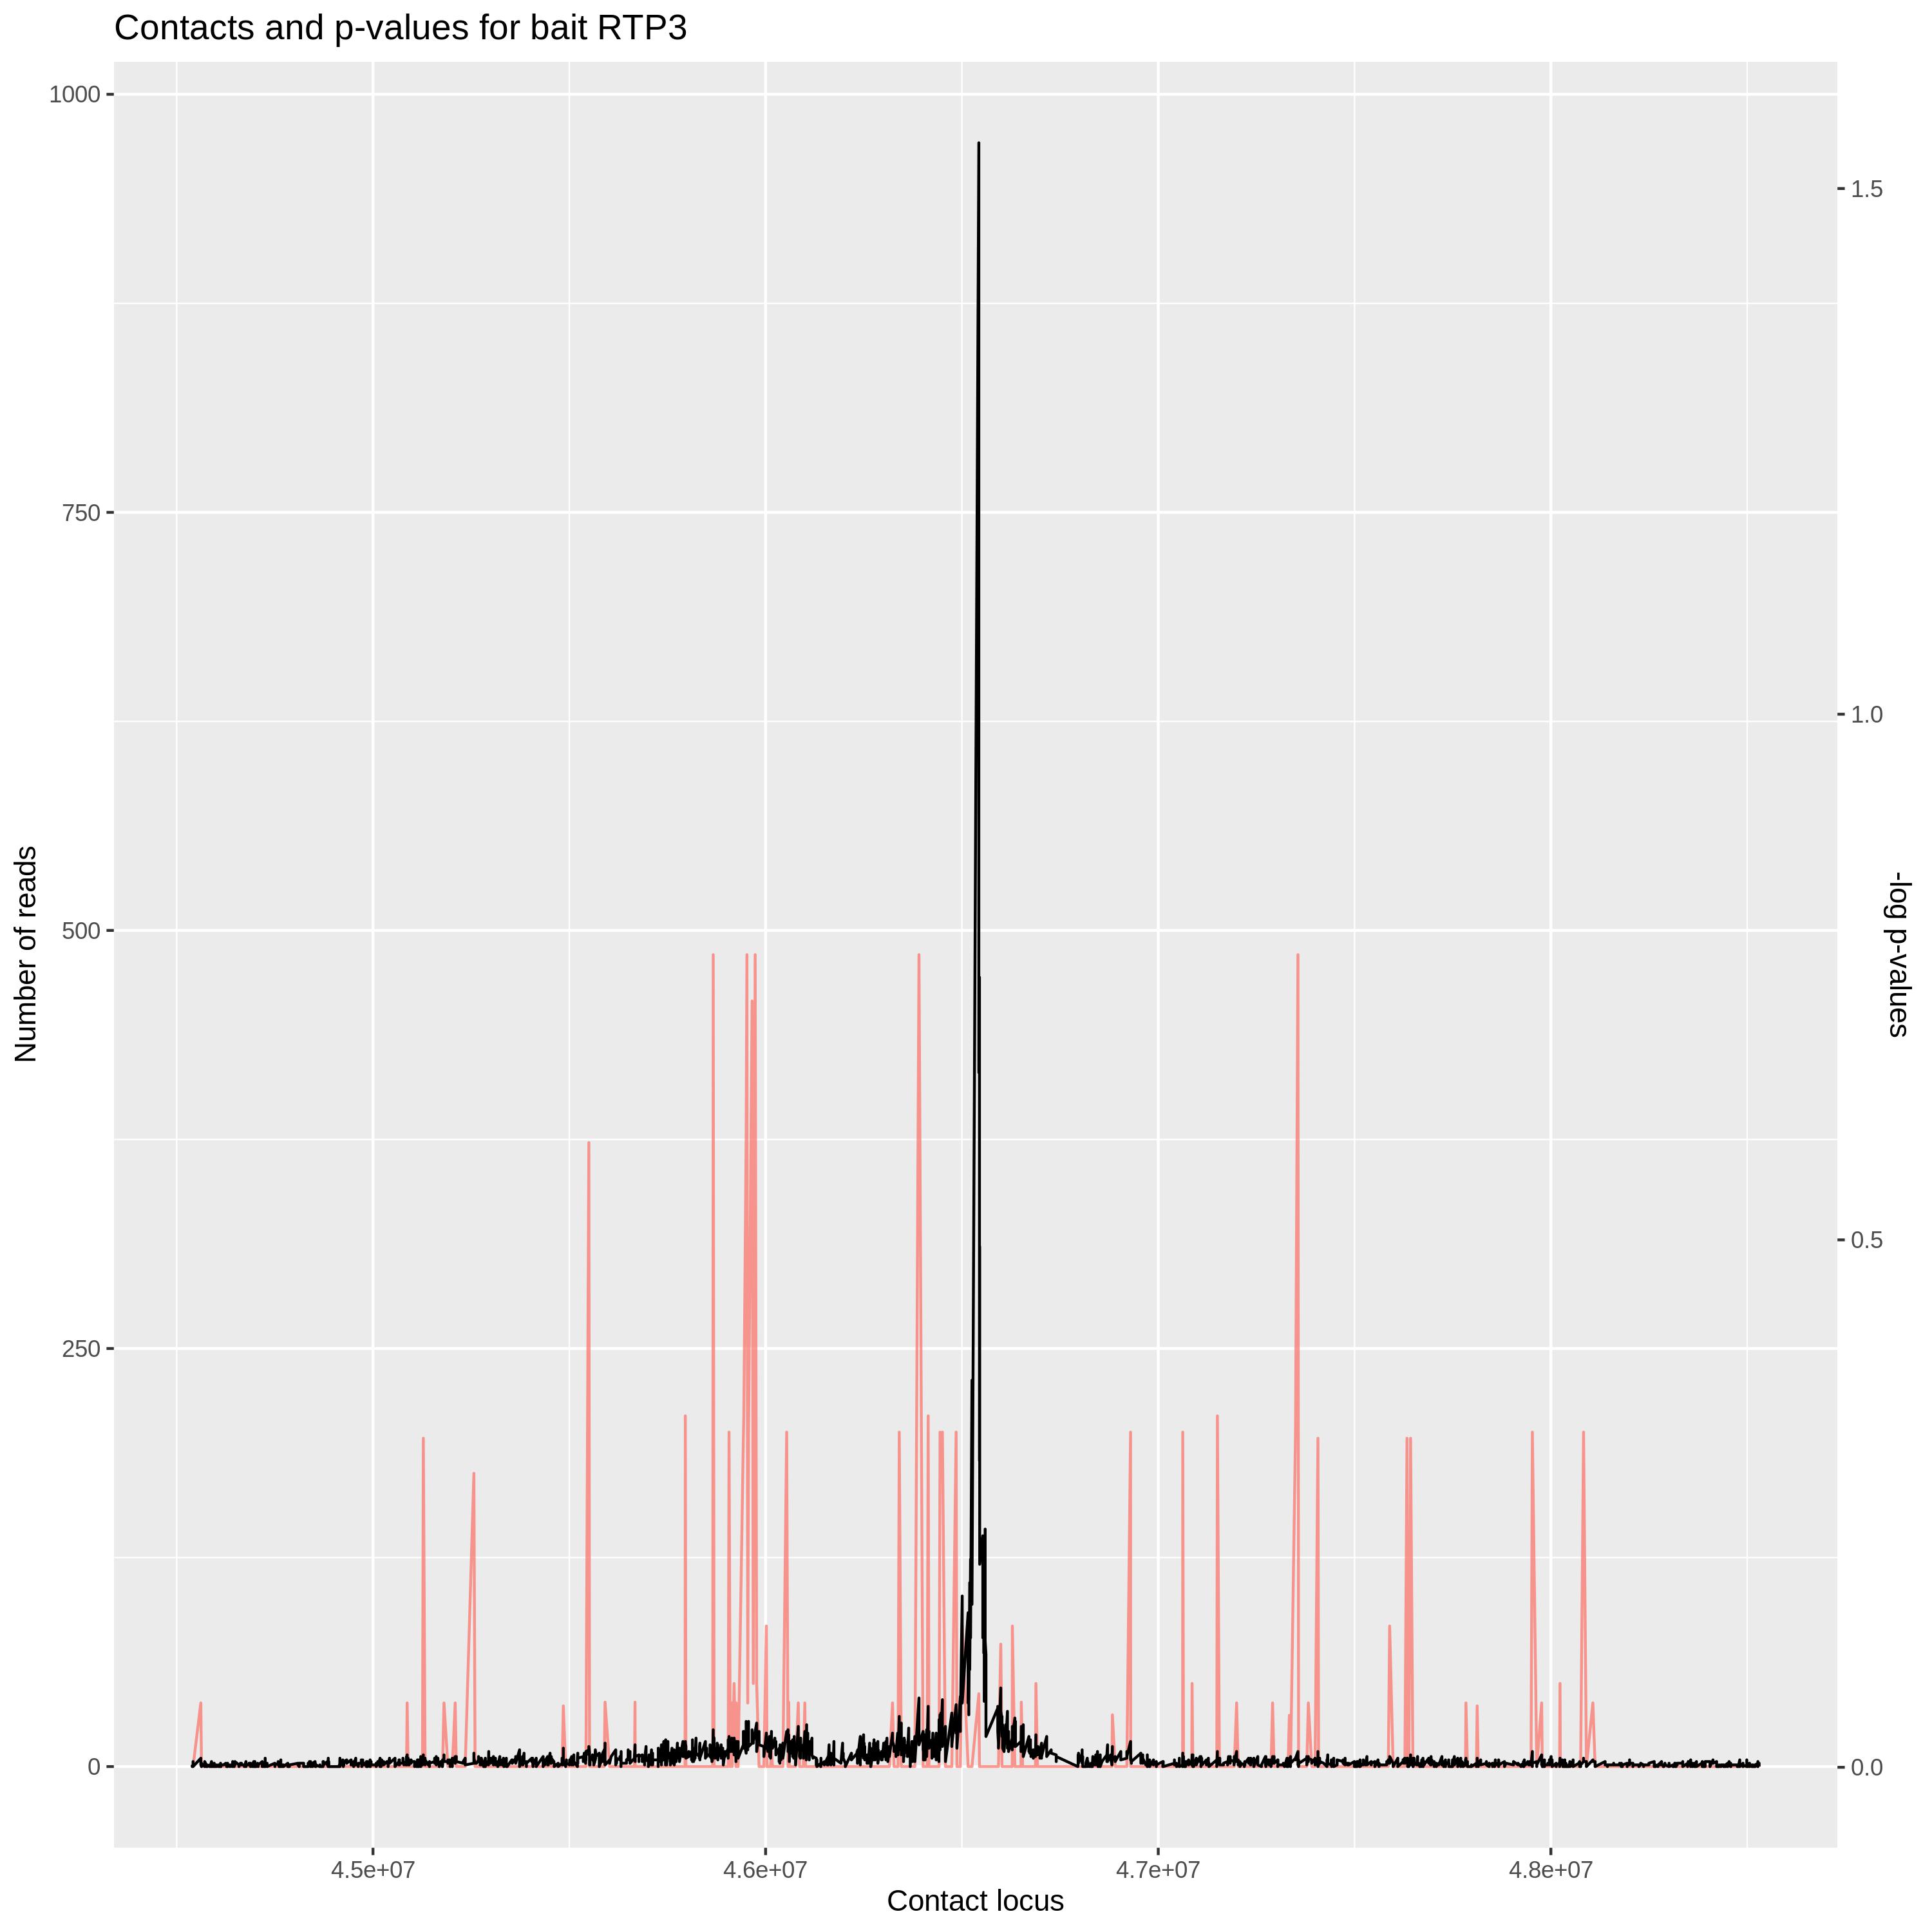 Contacts and p-values for bait RTP3
1000
750
500
250
0
Number of reads
1.5
1.0
0.5
0.0
-log p-values
4.5e+07
4.6e+07
4.7e+07
4.8e+07
Contact locus